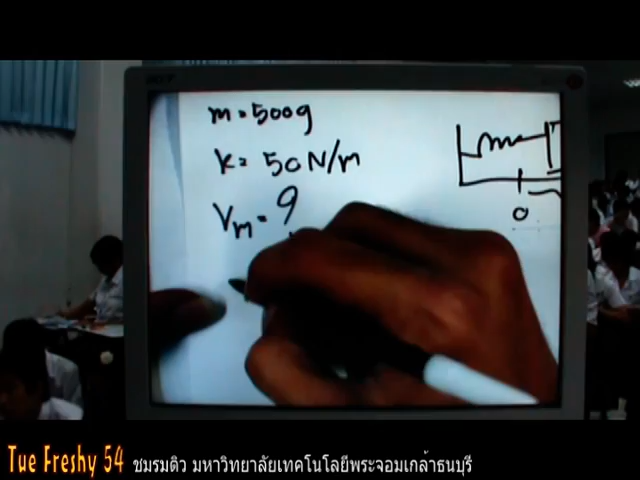 m = 500g
k = 50 N/m
Vm =
0
Tue Freshy 54 ชมรมติว มหาวิทยาลัยเทคโนโลยีพระจอมเกล้าธนบุรี